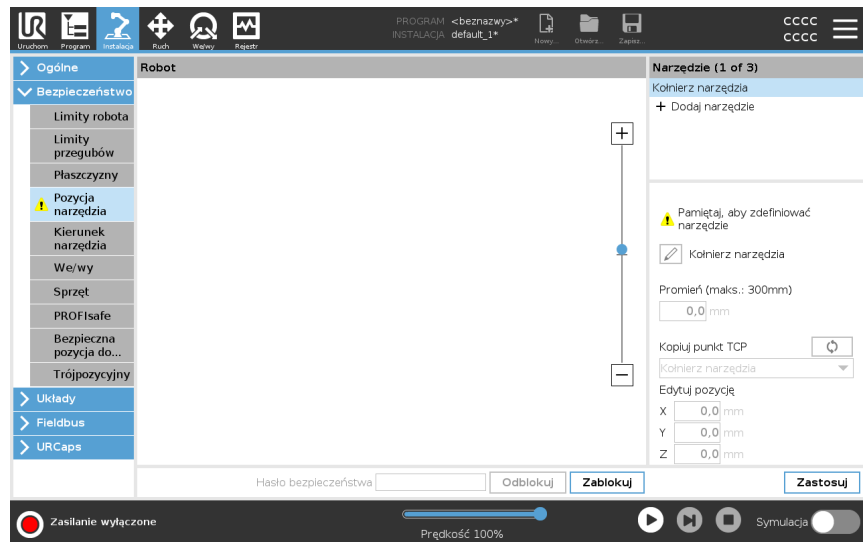 PROGRAM <beznazwy>*
INSTALACJA default_1*
Uruchom Program Instalacja Ruch We/wy Rejestr
Nowy... Otwórz... Zapisz...
CCCC
CCCC
Ogólne
Bezpieczeństwo
Limity robota
Limity
przegubów
Płaszczyzny
Pozycja
narzędzia
Kierunek
narzędzia
We/wy
Sprzęt
PROFIsafe
Bezpieczna
pozycja do...
Trójpozycyjny
Układy
Fieldbus
URCaps
Robot
Hasło bezpieczeństwa
Odblokuj
Zablokuj
Narzędzie (1 of 3)
Kołnierz narzędzia
+ Dodaj narzędzie
Pamiętaj, aby zdefiniować
narzędzie
Kołnierz narzędzia
Promień (maks.: 300mm)
0,0 mm
Kopiuj punkt TCP
Kołnierz narzędzia
Edytuj pozycję
X 0,0 mm
Y 0,0 mm
Z 0,0 mm
Zastosuj
Zasilanie wyłączone
Prędkość 100%
Symulacja